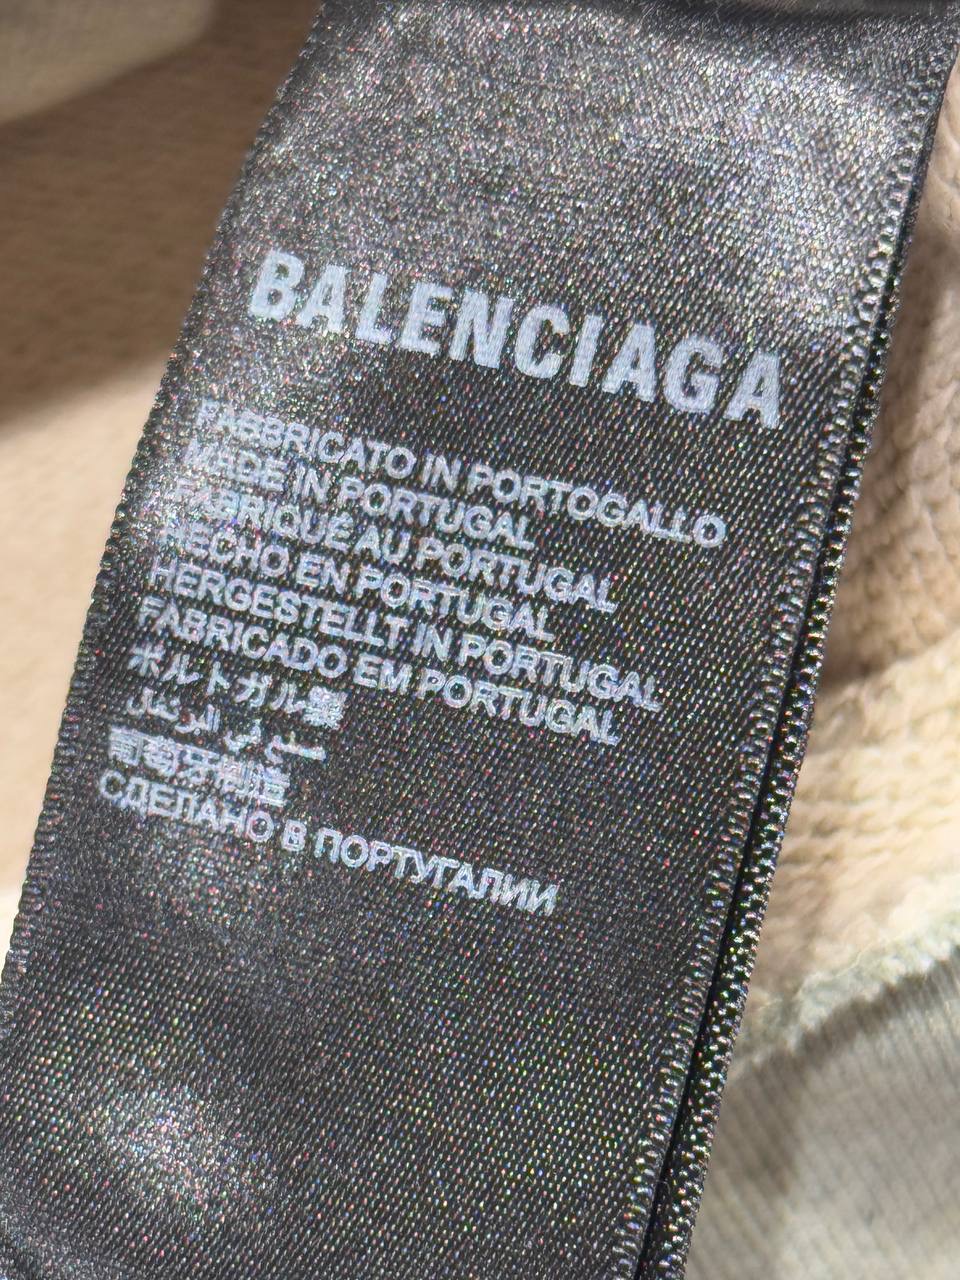 BALENCIAGA
FABBRICATO IN PORTOGALLO
MEDE IN PORTUGAL
FABRIQUÉ AU PORTUGAL
HECHO EN PORTUGAL
HERGESTELLT IN PORTUGAL
FABRICADO EM PORTUGAL
ポルトガル製
صنع في البرتغال
葡萄牙制造
СДЕЛАНО В ПОРТУГАЛИИ